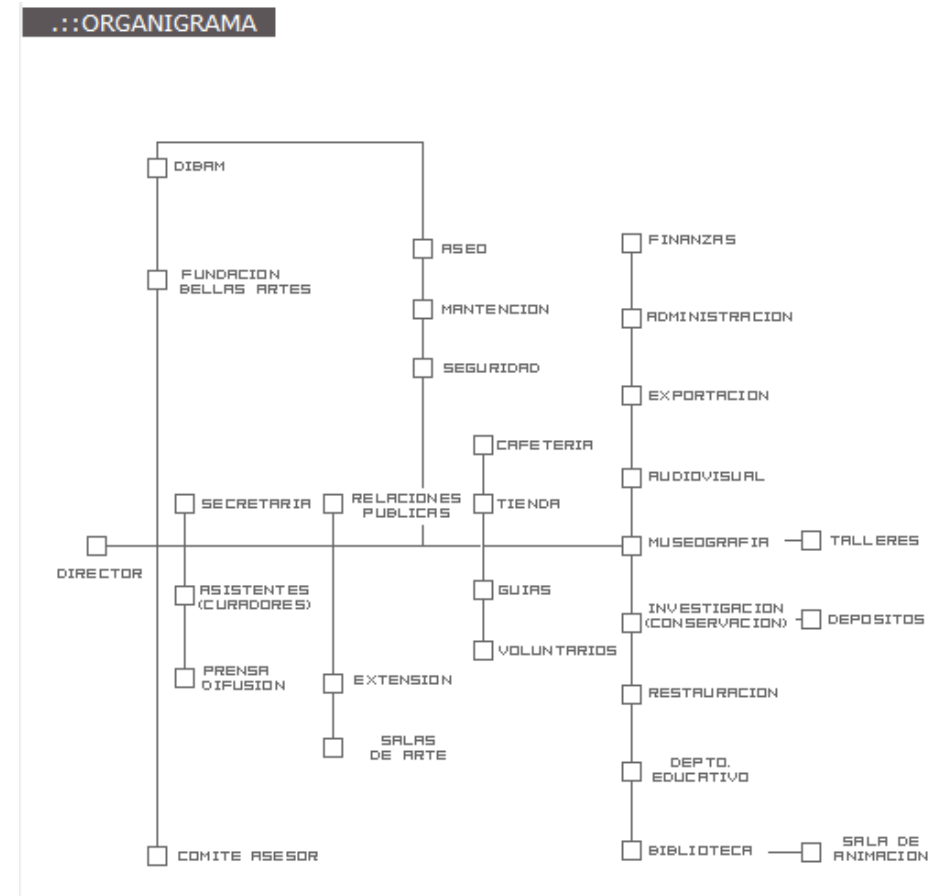 .::ORGANIGRAMA
DIBAM
FUNDACION
BELLAS ARTES
ASEO
MANTENCION
SEGURIDAD
FINANZAS
ADMINISTRACION
EXPORTACION
AUDIOVISUAL
CAFETERIA
TIENDA
SECRETARIA
RELACIONES
PUBLICAS
DIRECTOR
MUSEOGRAFIA
TALLERES
ASISTENTES
(CURADORES)
GUIAS
INVESTIGACION
(CONSERVACION)
DEPOSITOS
VOLUNTARIOS
PRENSA
DIFUSION
EXTENSION
RESTAURACION
SALAS
DE ARTE
DEPTO.
EDUCATIVO
COMITE ASESOR
BIBLIOTECA
SALA DE
ANIMACION